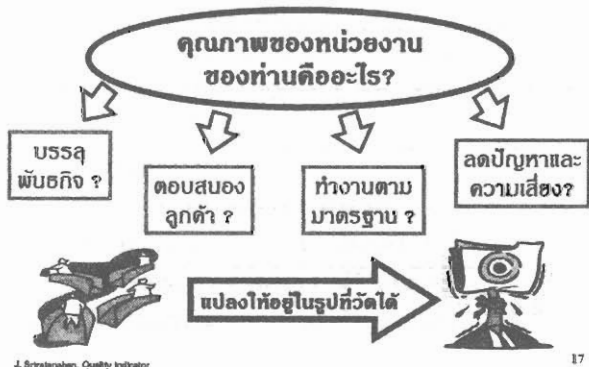 คุณภาพของหน่วยงาน
ของท่านคืออะไร?
บรรลุ
พันธกิจ ?
ตอบสนอง
ลูกค้า ?
ทำงานตาม
มาตรฐาน ?
ลดปัญหาและ
ความเสี่ยง?
แปลงให้อยู่ในรูปที่วัดได้
J. Sriratanaban, Quality Indicator
17